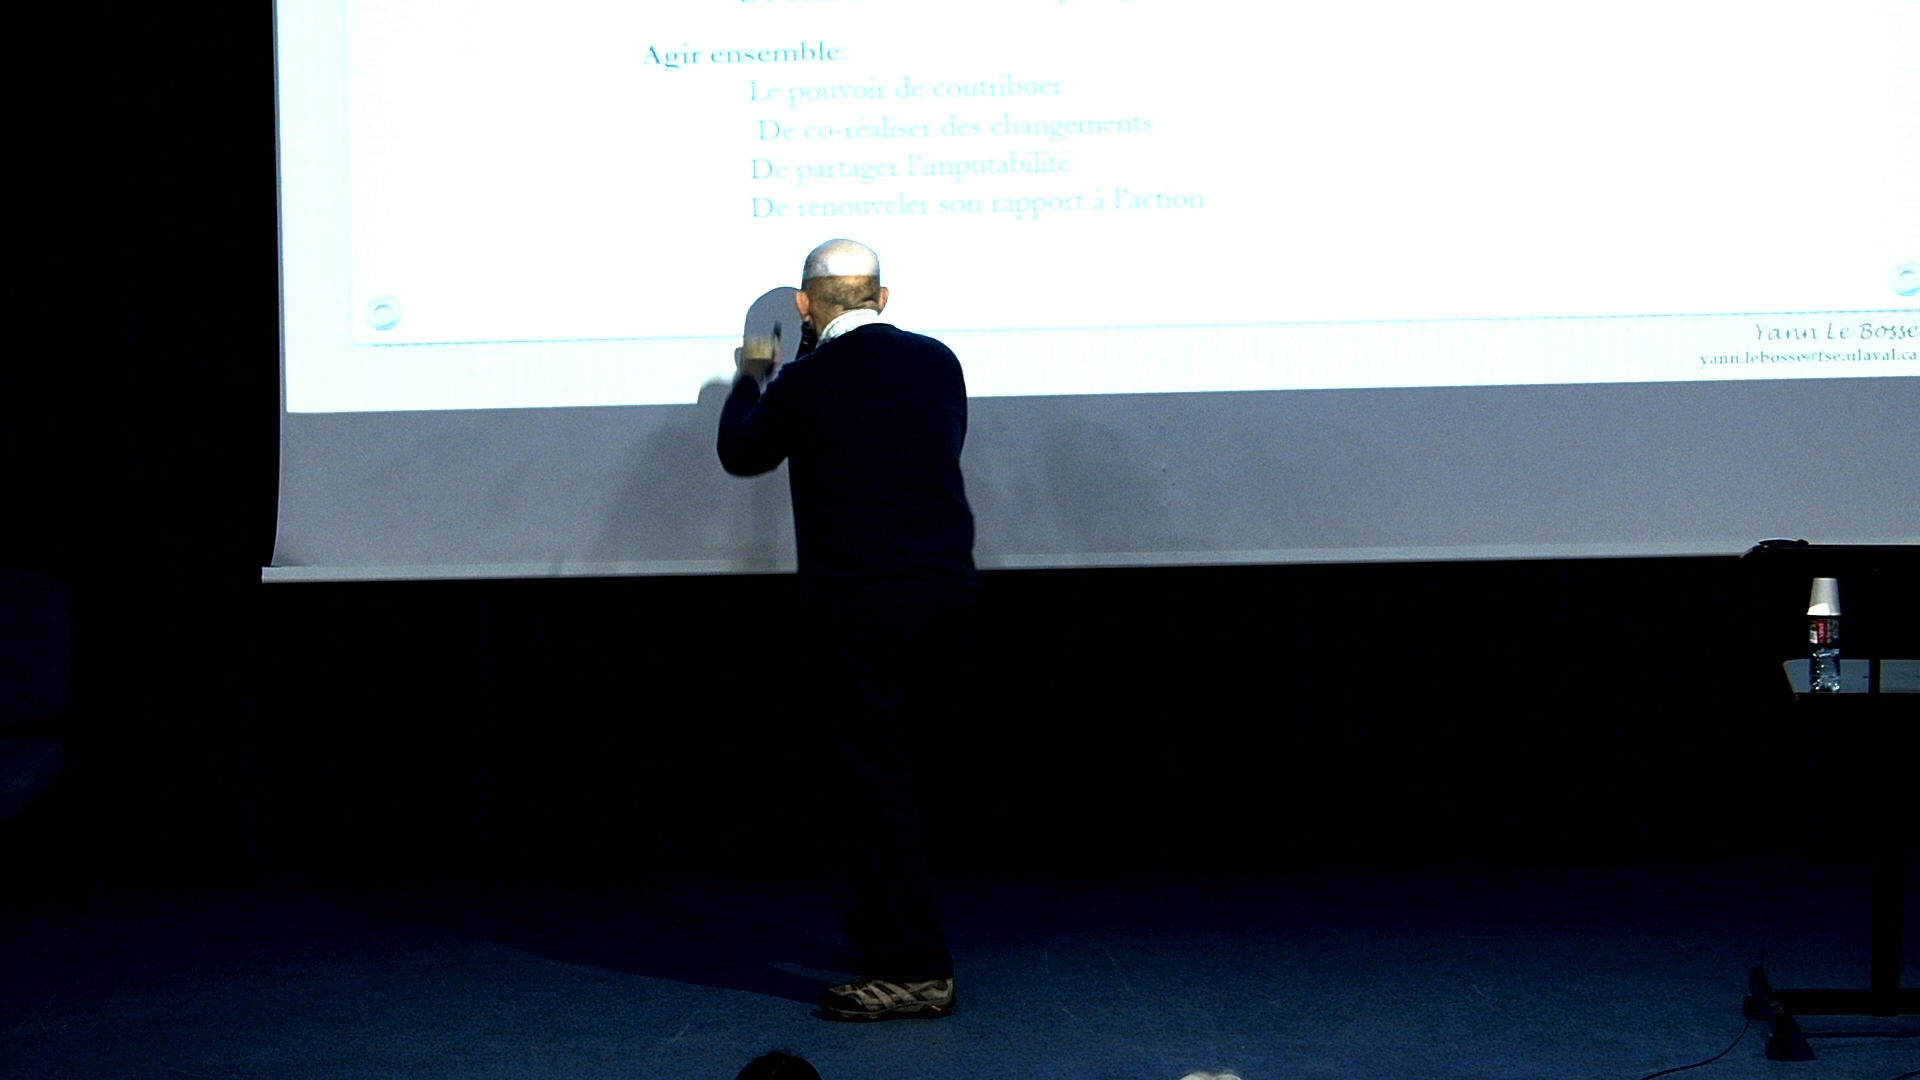 Agir ensemble:
Le pouvoir de contribuer
De co-réaliser des changements
De partager l'imputabilité
De renouveler son rapport à l'action
Yann Le Bossé
yann.lebosse@fse.ulaval.ca